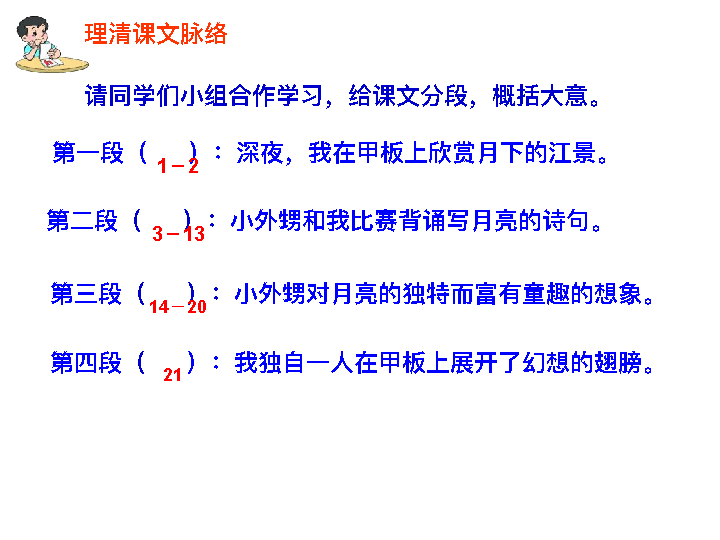 理清课文脉络
请同学们小组合作学习，给课文分段，概括大意。
第一段（1－2）：深夜，我在甲板上欣赏月下的江景。
第二段（3－13）：小外甥和我比赛背诵写月亮的诗句。
第三段（14－20）：小外甥对月亮的独特而富有童趣的想象。
第四段（21）：我独自一人在甲板上展开了幻想的翅膀。